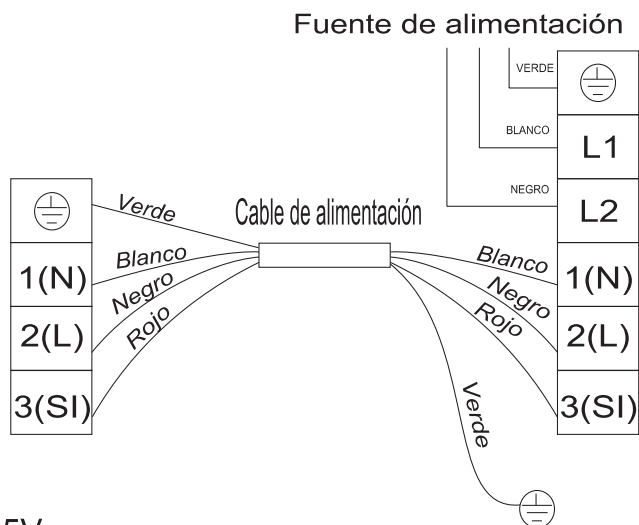 Fuente de alimentación
VERDE
BLANCO
L1
NEGRO
L2
Verde
Cable de alimentación
1(N)
Blanco
Blanco
1(N)
2(L)
Negro
Negro
2(L)
3(SI)
Rojo
Rojo
3(SI)
Verde
5V